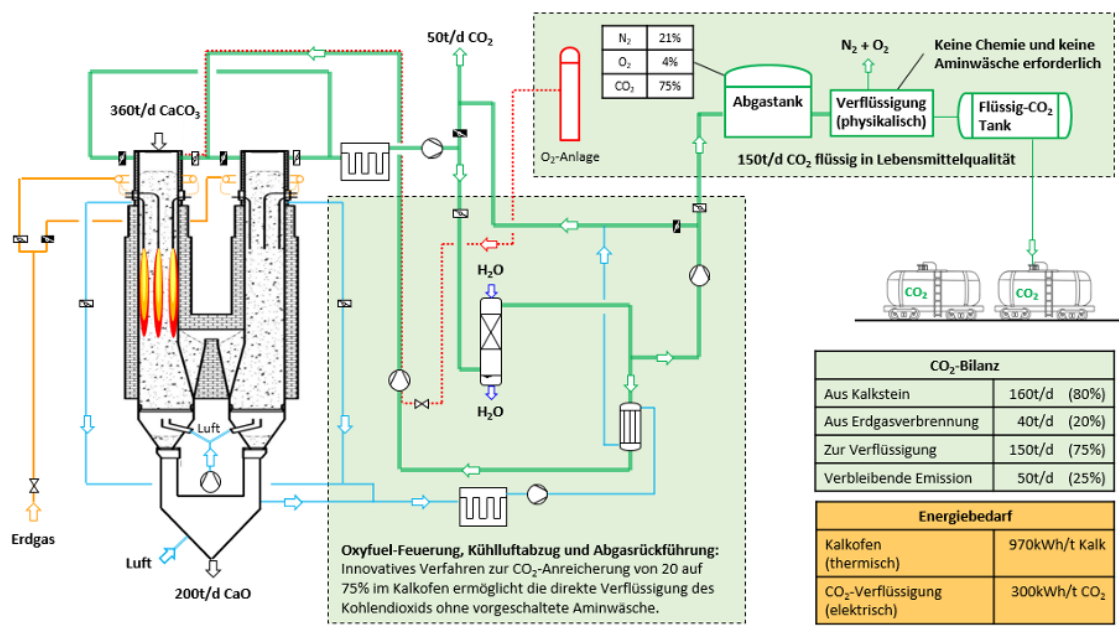 50t/d CO₂
360t/d CaCO₃
N₂ 21%
O₂ 4%
CO₂ 75%
O₂-Anlage
Abgastank
N₂ + O₂
Verflüssigung
(physikalisch)
Keine Chemie und keine
Aminwäsche erforderlich
Flüssig-CO₂
Tank
150t/d CO₂ flüssig in Lebensmittelqualität
H₂O
H₂O
CO₂
CO₂
Luft
Erdgas
Luft
200t/d CaO
Oxyfuel-Feuerung, Kühlluftabzug und Abgasrückführung:
Innovatives Verfahren zur CO₂-Anreicherung von 20 auf
75% im Kalkofen ermöglicht die direkte Verflüssigung des
Kohlendioxids ohne vorgeschaltete Aminwäsche.
CO₂-Bilanz
Aus Kalkstein 160t/d (80%)
Aus Erdgasverbrennung 40t/d (20%)
Zur Verflüssigung 150t/d (75%)
Verbleibende Emission 50t/d (25%)
Energiebedarf
Kalkofen 970kWh/t Kalk
(thermisch)
CO₂-Verflüssigung 300kWh/t CO₂
(elektrisch)